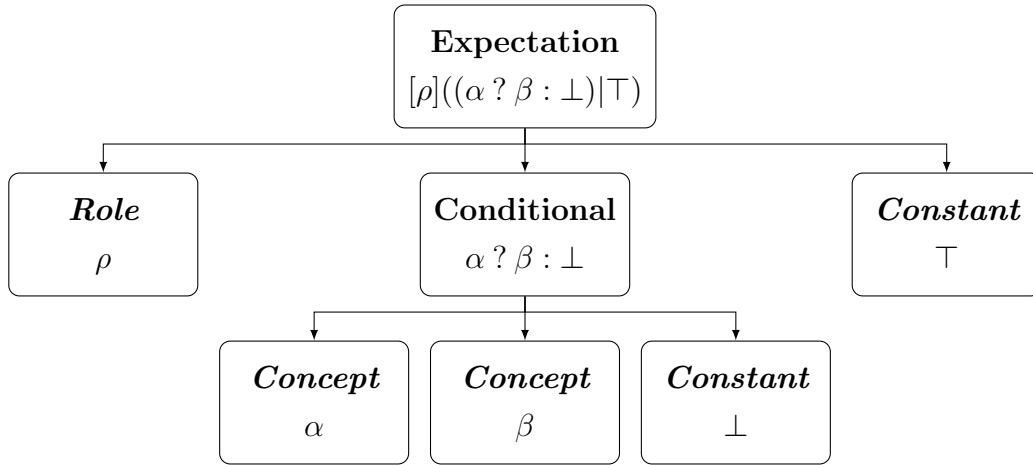 Expectation
[ρ]((α ? β : ⊥)|⊤)
Role
ρ
Conditional
α ? β : ⊥
Constant
⊤
Concept
α
Concept
β
Constant
⊥